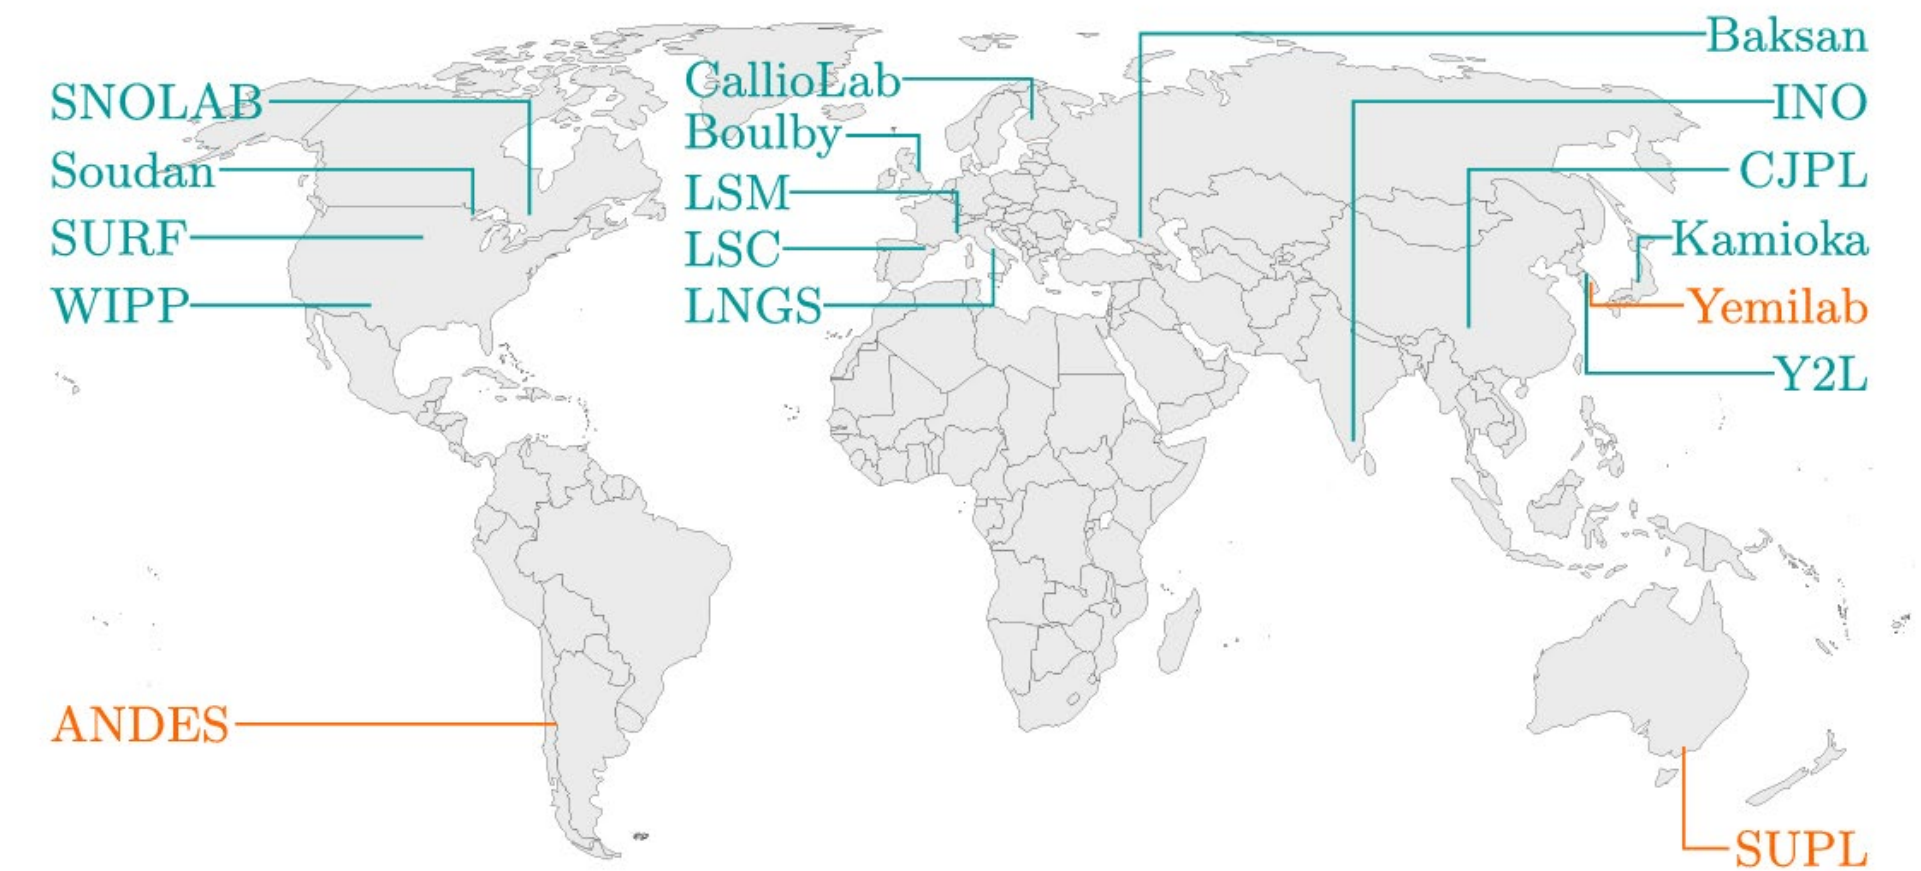 SNOLAB
Soudan
SURF
WIPP
ANDES
CallioLab
Boulby
LSM
LSC
LNGS
Baksan
INO
CJPL
Kamioka
Yemilab
Y2L
SUPL